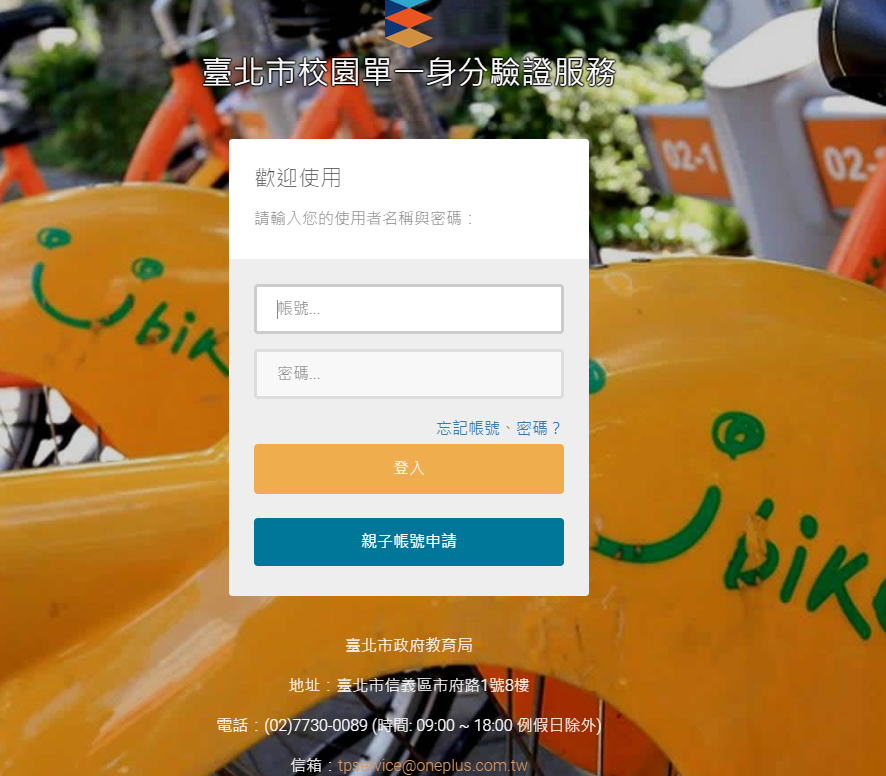 臺北市校園單一身分驗證服務
02-1
02-2
歡迎使用
請輸入您的使用者名稱與密碼：
帳號...
密碼...
忘記帳號、密碼？
登入
親子帳號申請
Ubike
Ubike
臺北市政府教育局
地址：臺北市信義區市府路1號8樓
電話：(02)7730-0089 (時間: 09:00 ~ 18:00 例假日除外)
信箱：tpservice@oneplus.com.tw